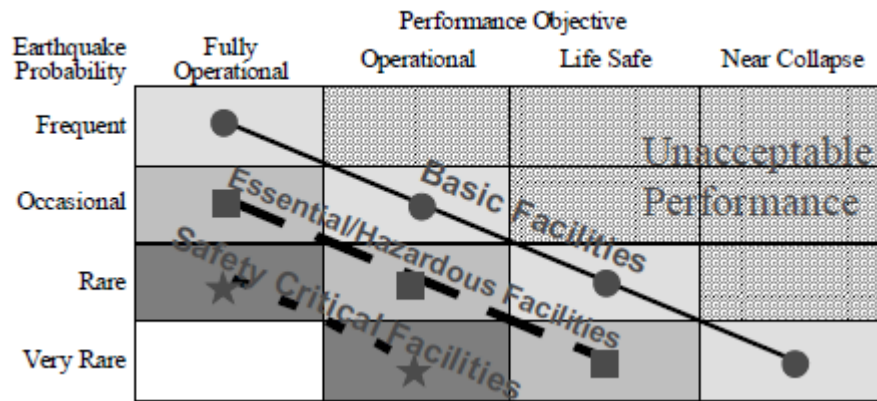 Performance Objective
Earthquake
Probability
Fully
Operational
Operational
Life Safe
Near Collapse
Frequent
Unacceptable
Performance
Occasional
Basic Facilities
Essential/Hazardous Facilities
Rare
Safety Critical Facilities
Very Rare